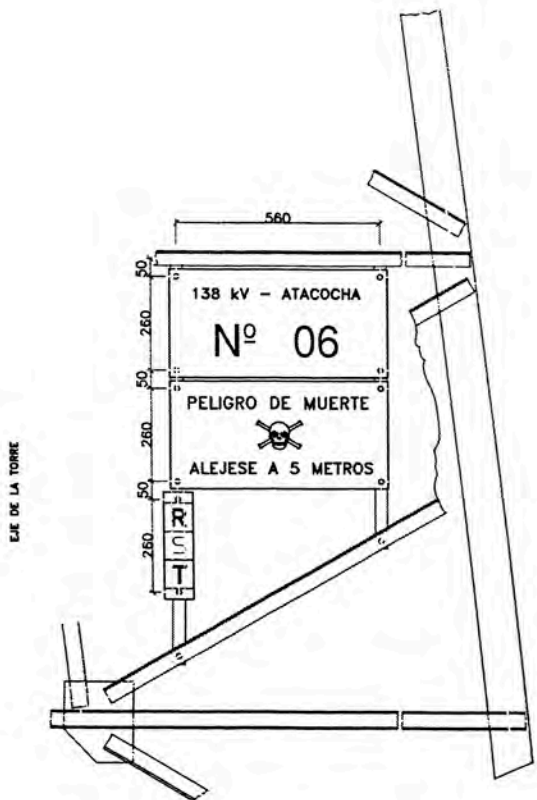 560
50
138 kV - ATACOCHA
260
Nº 06
50
PELIGRO DE MUERTE
260
ALEJESE A 5 METROS
50
R
S
260
T
EJE DE LA TORRE